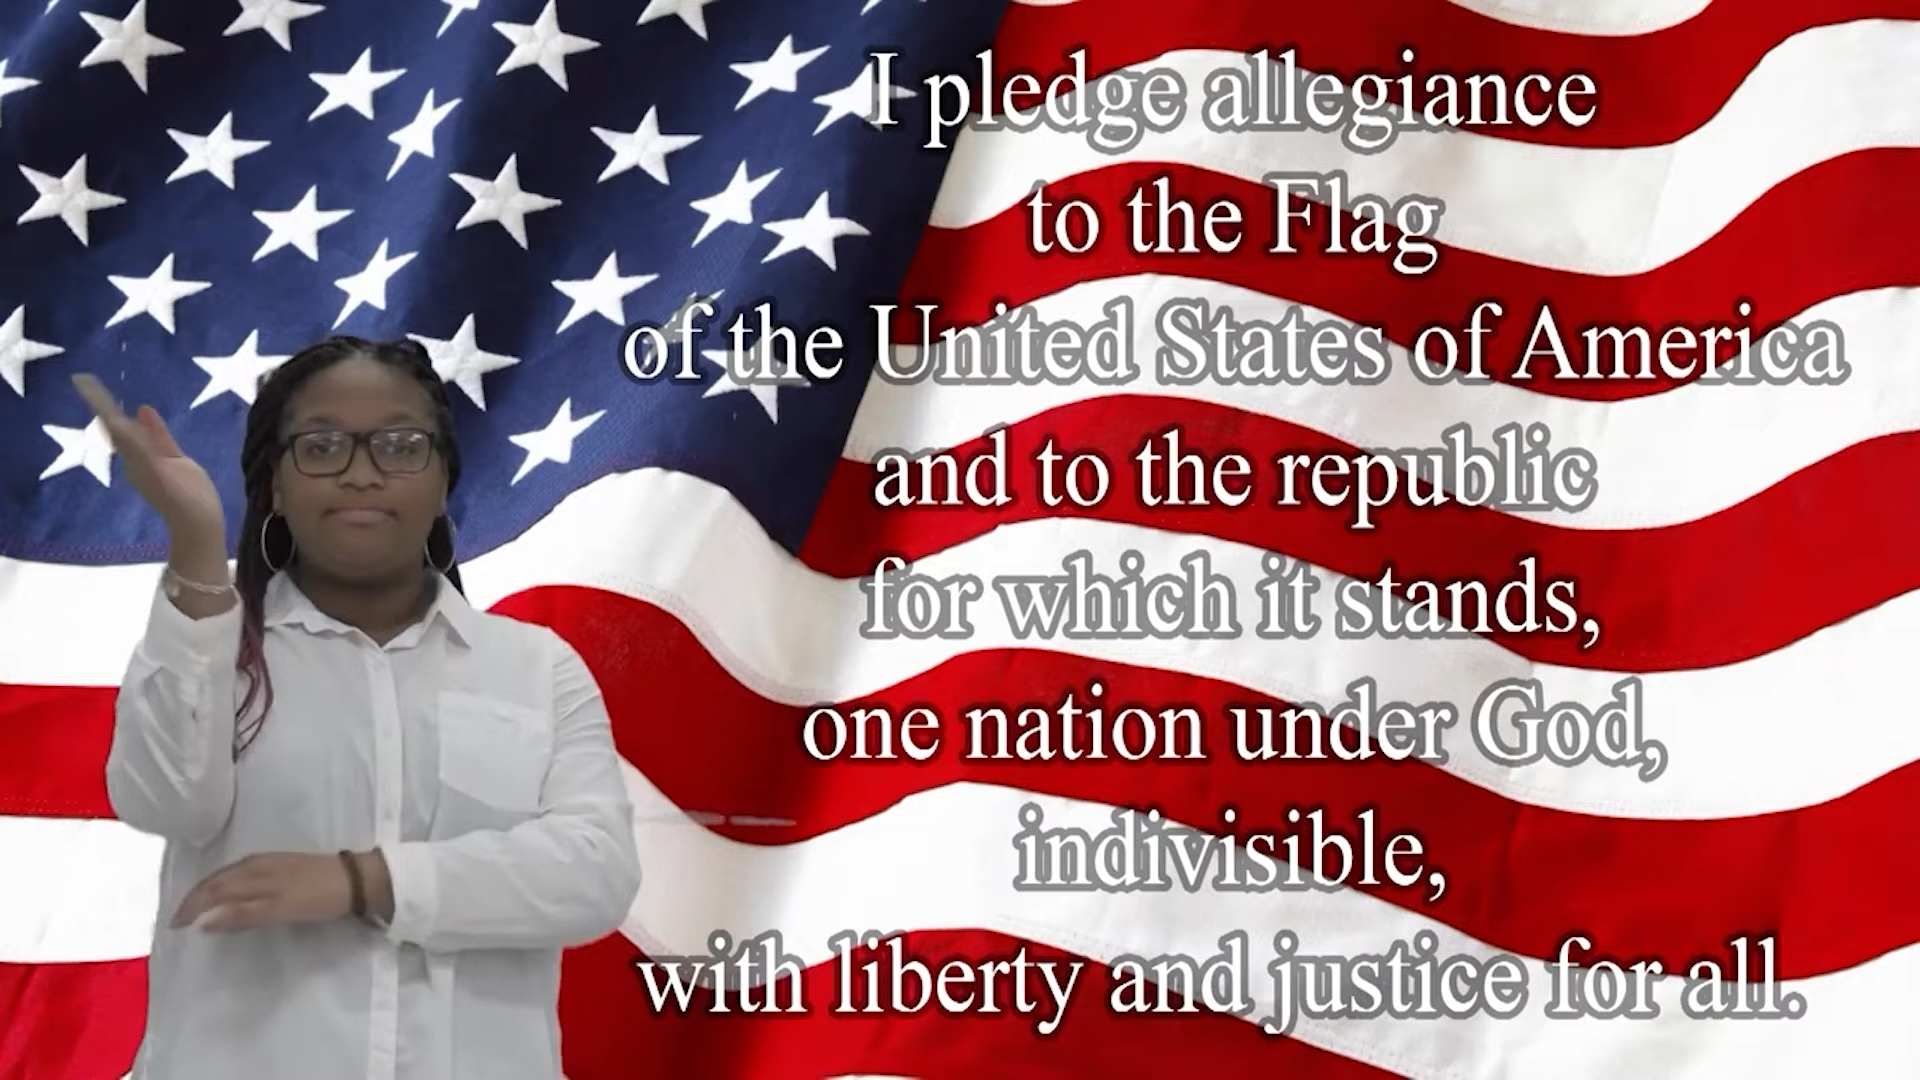 I pledge allegiance
to the Flag
of the United States of America
and to the republic
for which it stands,
one nation under God,
indivisible,
with liberty and justice for all.